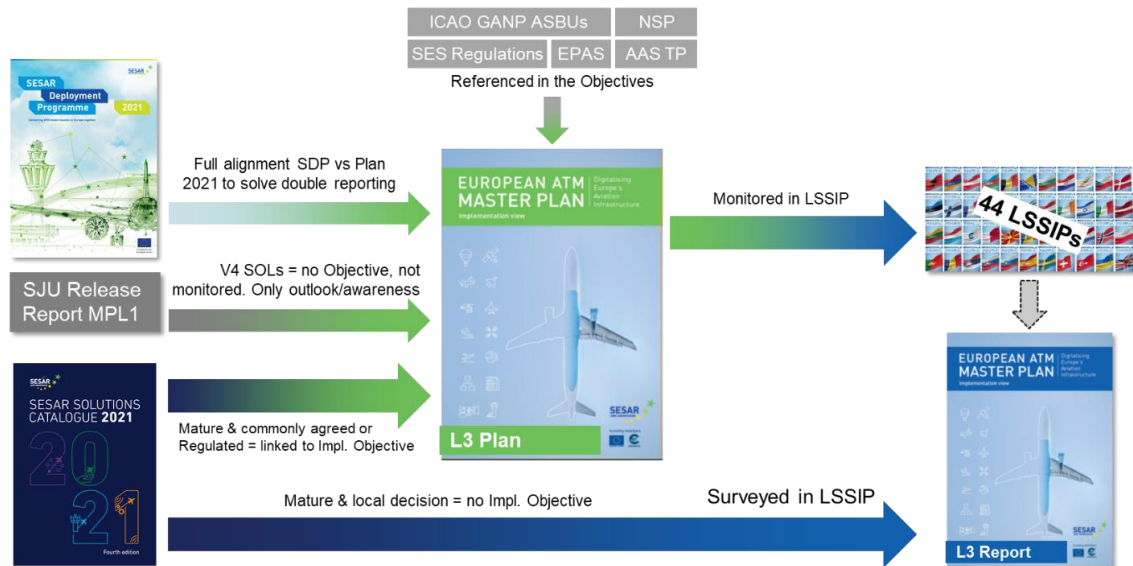 ICAO GANP ASBUs
NSP
SES Regulations
EPAS
AAS TP
Referenced in the Objectives
SESAR
SESAR
Deployment
Programme
2021
Full alignment SDP vs Plan
2021 to solve double reporting
EUROPEAN ATM
MASTER PLAN
Implementation view
Digitalising
Europe's
Aviation
Infrastructure
SESAR
L3 Plan
Monitored in LSSIP
44 LSSIPs
SJU Release
Report MPL1
V4 SOLs = no Objective, not
monitored. Only outlook/awareness
SESAR
SESAR SOLUTIONS
CATALOGUE 2021
2021
Fourth edition
Mature & commonly agreed or
Regulated = linked to Impl. Objective
Mature & local decision = no Impl. Objective
Surveyed in LSSIP
EUROPEAN ATM
MASTER PLAN
Implementation view
Digitalising
Europe's
Aviation
Infrastructure
SESAR
L3 Report